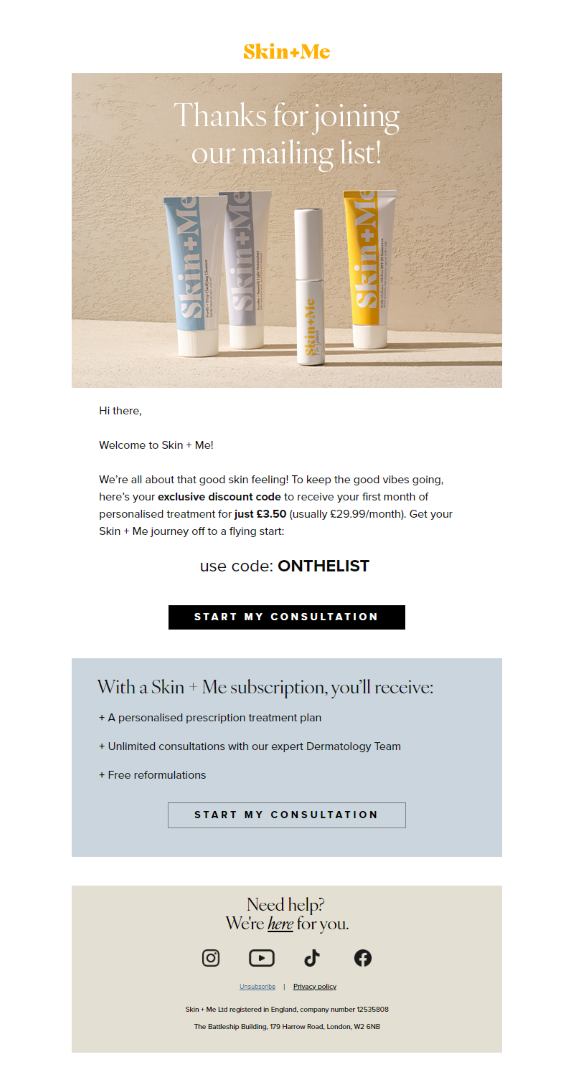 Skin+Me
Thanks for joining
our mailing list!
Skin+Me
Skin+Me
Skin+Me
Skin+Me
Hi there,
Welcome to Skin + Me!
We're all about that good skin feeling! To keep the good vibes going,
here's your exclusive discount code to receive your first month of
personalised treatment for just £3.50 (usually £29.99/month). Get your
Skin + Me journey off to a flying start:
use code: ONTHELIST
START MY CONSULTATION
With a Skin + Me subscription, you'll receive:
+ A personalised prescription treatment plan
+ Unlimited consultations with our expert Dermatology Team
+ Free reformulations
START MY CONSULTATION
Need help?
We're here for you.
Unsubscribe | Privacy policy
Skin + Me Ltd registered in England, company number 12535808
The Battleship Building, 179 Harrow Road, London, W2 6NB